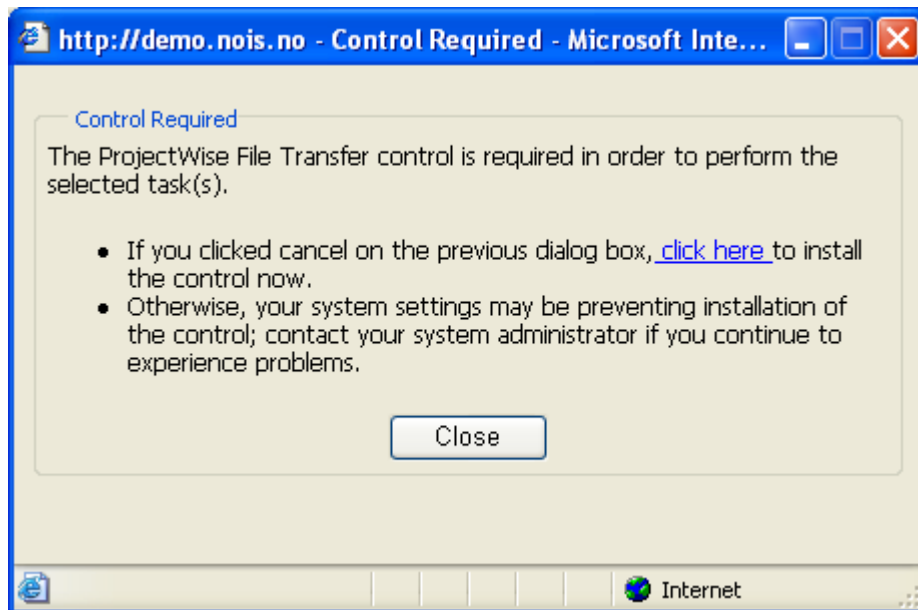 http://demo.nois.no - Control Required - Microsoft Inte...
Control Required
The ProjectWise File Transfer control is required in order to perform the
selected task(s).
• If you clicked cancel on the previous dialog box, click here to install
the control now.
• Otherwise, your system settings may be preventing installation of
the control; contact your system administrator if you continue to
experience problems.
Close
Internet